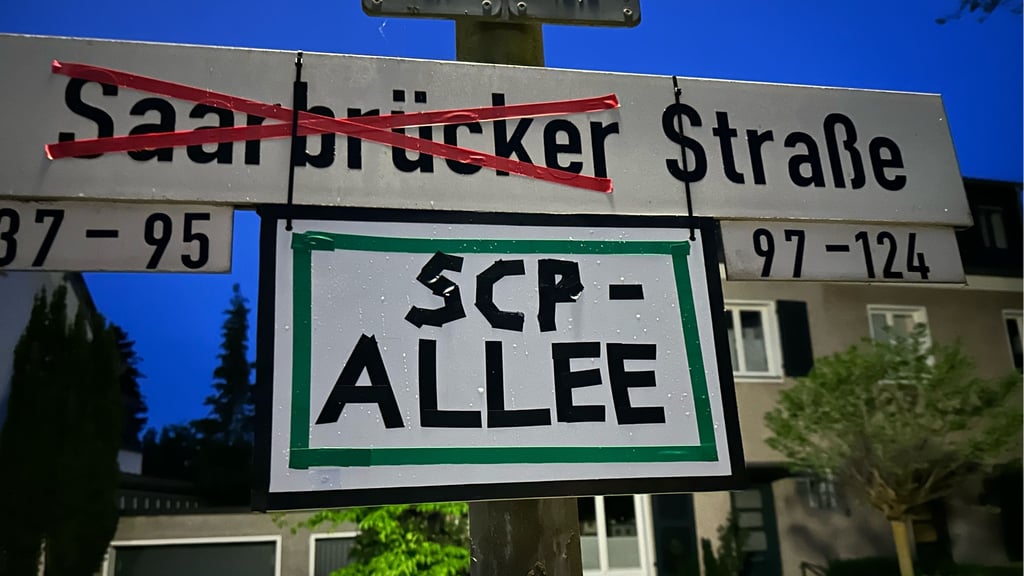 Saarbrücker Straße
37 - 95
97 - 124
SCP-
ALLEE